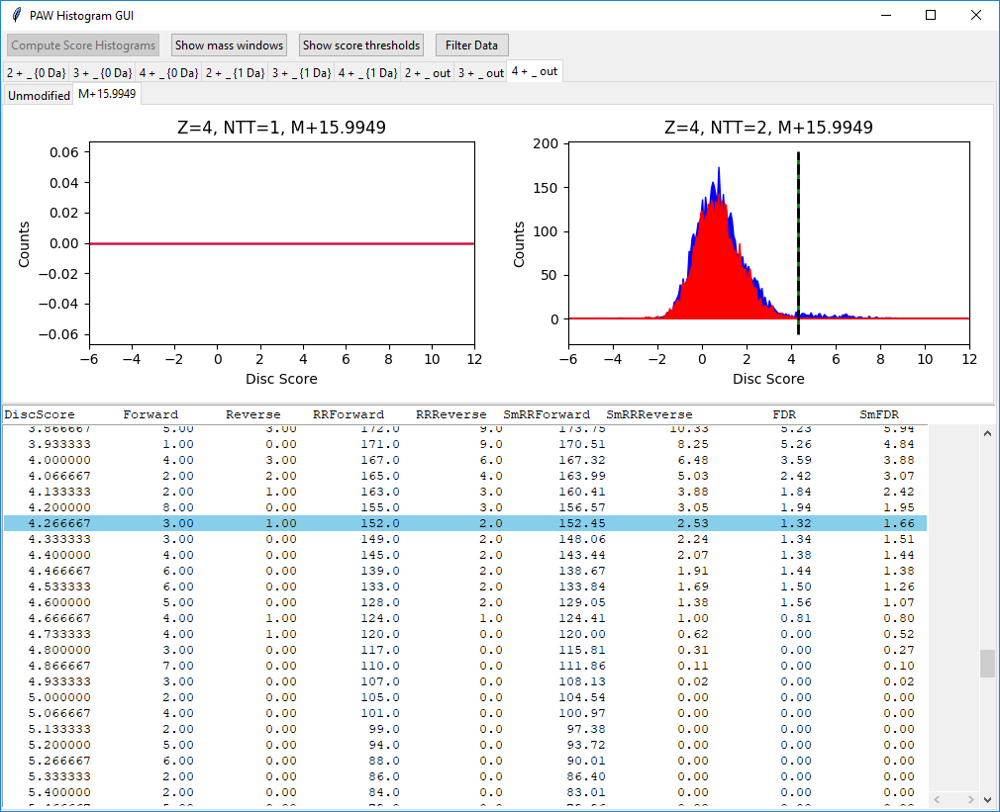 PAW Histogram GUI
Compute Score Histograms Show mass windows Show score thresholds Filter Data
2 + _ {0 Da} 3 + _ {0 Da} 4 + _ {0 Da} 2 + _ {1 Da} 3 + _ {1 Da} 4 + _ {1 Da} 2 + _ out 3 + _ out 4 + _ out
Unmodified M+15.9949
Z=4, NTT=1, M+15.9949
0.06
0.04
0.02
0.00
−0.02
−0.04
−0.06
Counts
−6 −4 −2 0 2 4 6 8 10 12
Disc Score
Z=4, NTT=2, M+15.9949
200
150
100
50
0
Counts
−6 −4 −2 0 2 4 6 8 10 12
Disc Score
DiscScore Forward Reverse RRForward RRReverse SmRRForward SmRRReverse FDR SmFDR
3.866667 5.00 3.00 172.0 9.0 173.75 10.33 5.23 5.94
3.933333 1.00 0.00 171.0 9.0 170.51 8.25 5.26 4.84
4.000000 4.00 3.00 167.0 6.0 167.32 6.48 3.59 3.88
4.066667 2.00 2.00 165.0 4.0 163.99 5.03 2.42 3.07
4.133333 2.00 1.00 163.0 3.0 160.41 3.88 1.84 2.42
4.200000 8.00 0.00 155.0 3.0 156.57 3.05 1.94 1.95
4.266667 3.00 1.00 152.0 2.0 152.45 2.53 1.32 1.66
4.333333 3.00 0.00 149.0 2.0 148.06 2.24 1.34 1.51
4.400000 4.00 0.00 145.0 2.0 143.44 2.07 1.38 1.44
4.466667 6.00 0.00 139.0 2.0 138.67 1.91 1.44 1.38
4.533333 6.00 0.00 133.0 2.0 133.84 1.69 1.50 1.26
4.600000 5.00 0.00 128.0 2.0 129.05 1.38 1.56 1.07
4.666667 4.00 1.00 124.0 1.0 124.41 1.00 0.81 0.80
4.733333 4.00 1.00 120.0 0.0 120.00 0.62 0.00 0.52
4.800000 3.00 0.00 117.0 0.0 115.81 0.31 0.00 0.27
4.866667 7.00 0.00 110.0 0.0 111.86 0.11 0.00 0.10
4.933333 3.00 0.00 107.0 0.0 108.13 0.02 0.00 0.02
5.000000 2.00 0.00 105.0 0.0 104.54 0.00 0.00 0.00
5.066667 4.00 0.00 101.0 0.0 100.97 0.00 0.00 0.00
5.133333 2.00 0.00 99.0 0.0 97.38 0.00 0.00 0.00
5.200000 5.00 0.00 94.0 0.0 93.72 0.00 0.00 0.00
5.266667 6.00 0.00 88.0 0.0 90.01 0.00 0.00 0.00
5.333333 2.00 0.00 86.0 0.0 86.40 0.00 0.00 0.00
5.400000 2.00 0.00 84.0 0.0 83.01 0.00 0.00 0.00